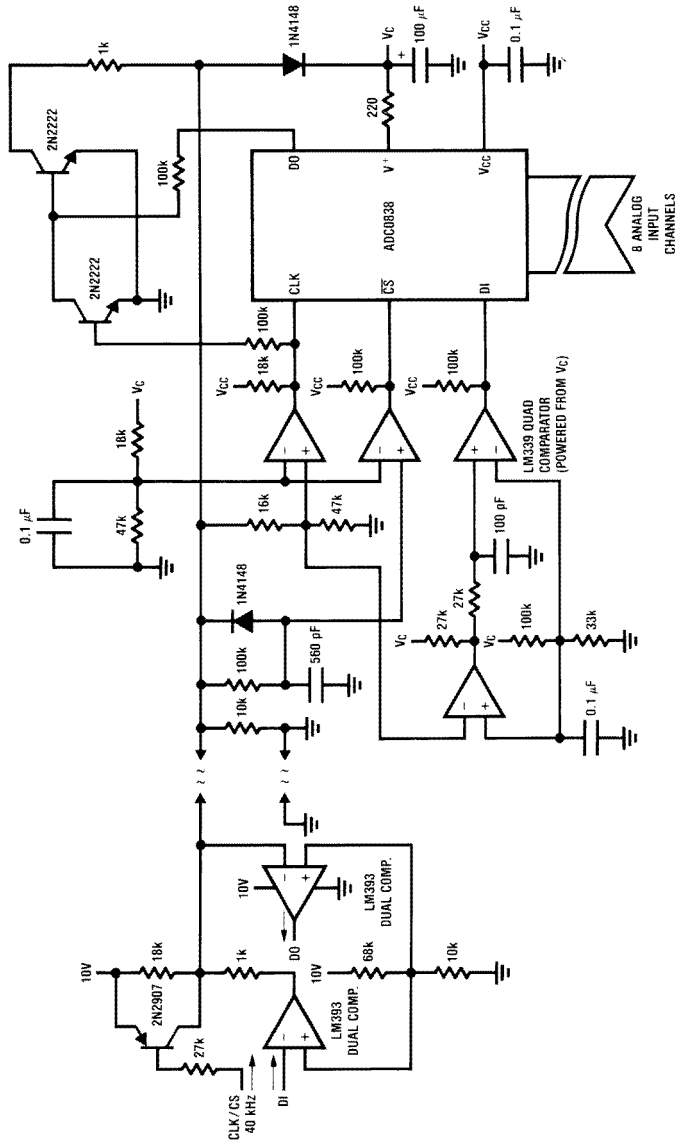 10V
2N2907
18k
27k
CLK/CS
40 kHz
DI
1k
10V
LM393
DUAL COMP.
68k
10k
10V
DO
LM393
DUAL COMP.
− +
− +
~ ~
~ ~
10k
100k
1N4148
560 pF
0.1 µF
47k
18k
VC
16k
47k
VC
27k
27k
100 pF
VC
100k
33k
0.1 µF
− +
− +
− +
+ −
LM339 QUAD
COMPARATOR
(POWERED FROM VC)
VCC
18k
100k
VCC
100k
VCC
100k
2N2222
2N2222
1k
100k
CLK
CS
DI
ADC0838
DO
V+
VCC
220
1N4148
VC
+
100 µF
VCC
0.1 µF
8 ANALOG
INPUT
CHANNELS